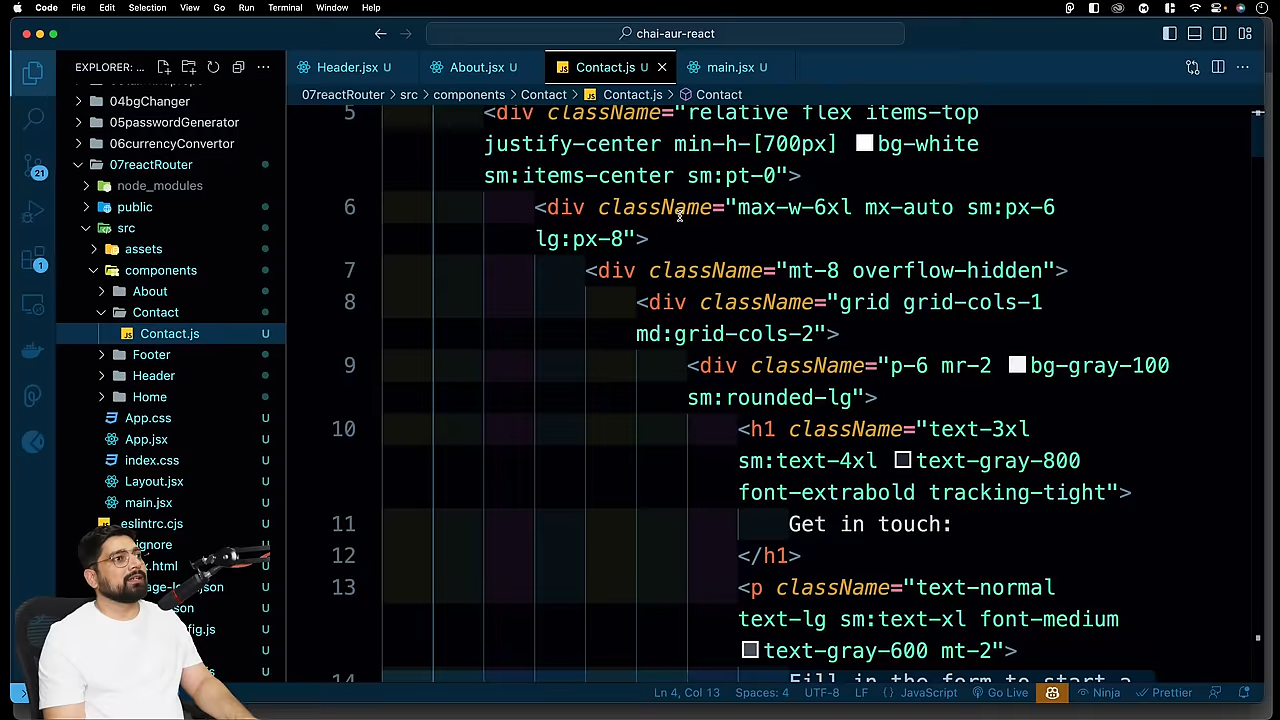 Code File Edit Selection View Go Run Terminal Window Help
chai-aur-react
EXPLORER: ...
Header.jsx U
About.jsx U
Contact.js U
main.jsx U
07reactRouter > src > components > Contact > Contact.js > Contact
04bgChanger
05passwordGenerator
06currencyConvertor
07reactRouter
node_modules
public
src
assets
components
About
Contact
Contact.js U
Footer
Header
Home
App.css U
App.jsx U
index.css U
Layout.jsx U
main.jsx U
eslintrc.cjs U
U
U
U
U
U
U
21
1
5 <div className="relative flex items-top
justify-center min-h-[700px] bg-white
sm:items-center sm:pt-0">
6 <div className="max-w-6xl mx-auto sm:px-6
lg:px-8">
7 <div className="mt-8 overflow-hidden">
8 <div className="grid grid-cols-1
md:grid-cols-2">
9 <div className="p-6 mr-2 bg-gray-100
sm:rounded-lg">
10 <h1 className="text-3xl
sm:text-4xl text-gray-800
font-extrabold tracking-tight">
11 Get in touch:
12 </h1>
13 <p className="text-normal
text-lg sm:text-xl font-medium
text-gray-600 mt-2">
14 Fill in the form to start a
Ln 4, Col 13 Spaces: 4 UTF-8 LF {} JavaScript Go Live Ninja Prettier